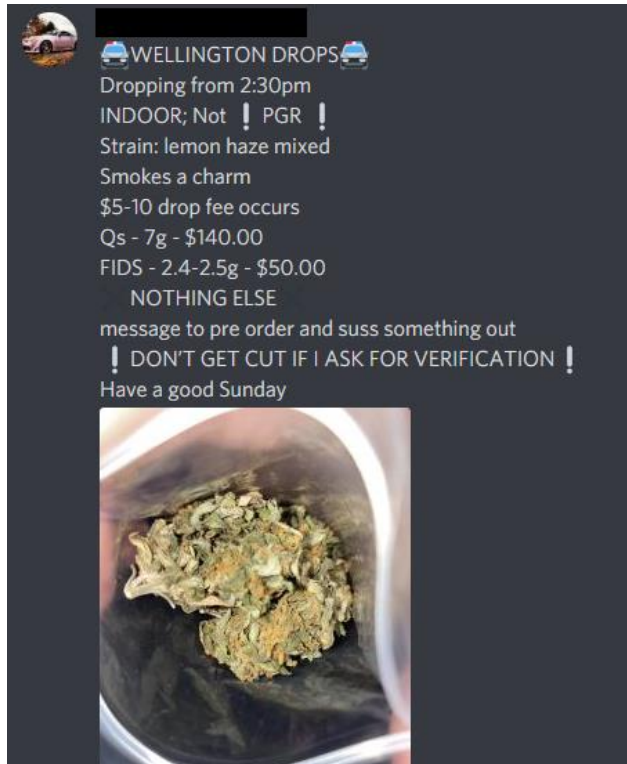 🚔WELLINGTON DROPS🚔
Dropping from 2:30pm
INDOOR; Not ❕ PGR ❕
Strain: lemon haze mixed
Smokes a charm
$5-10 drop fee occurs
Qs - 7g - $140.00
FIDS - 2.4-2.5g - $50.00
✖ NOTHING ELSE ✖
message to pre order and suss something out
❕ DON'T GET CUT IF I ASK FOR VERIFICATION ❕
Have a good Sunday